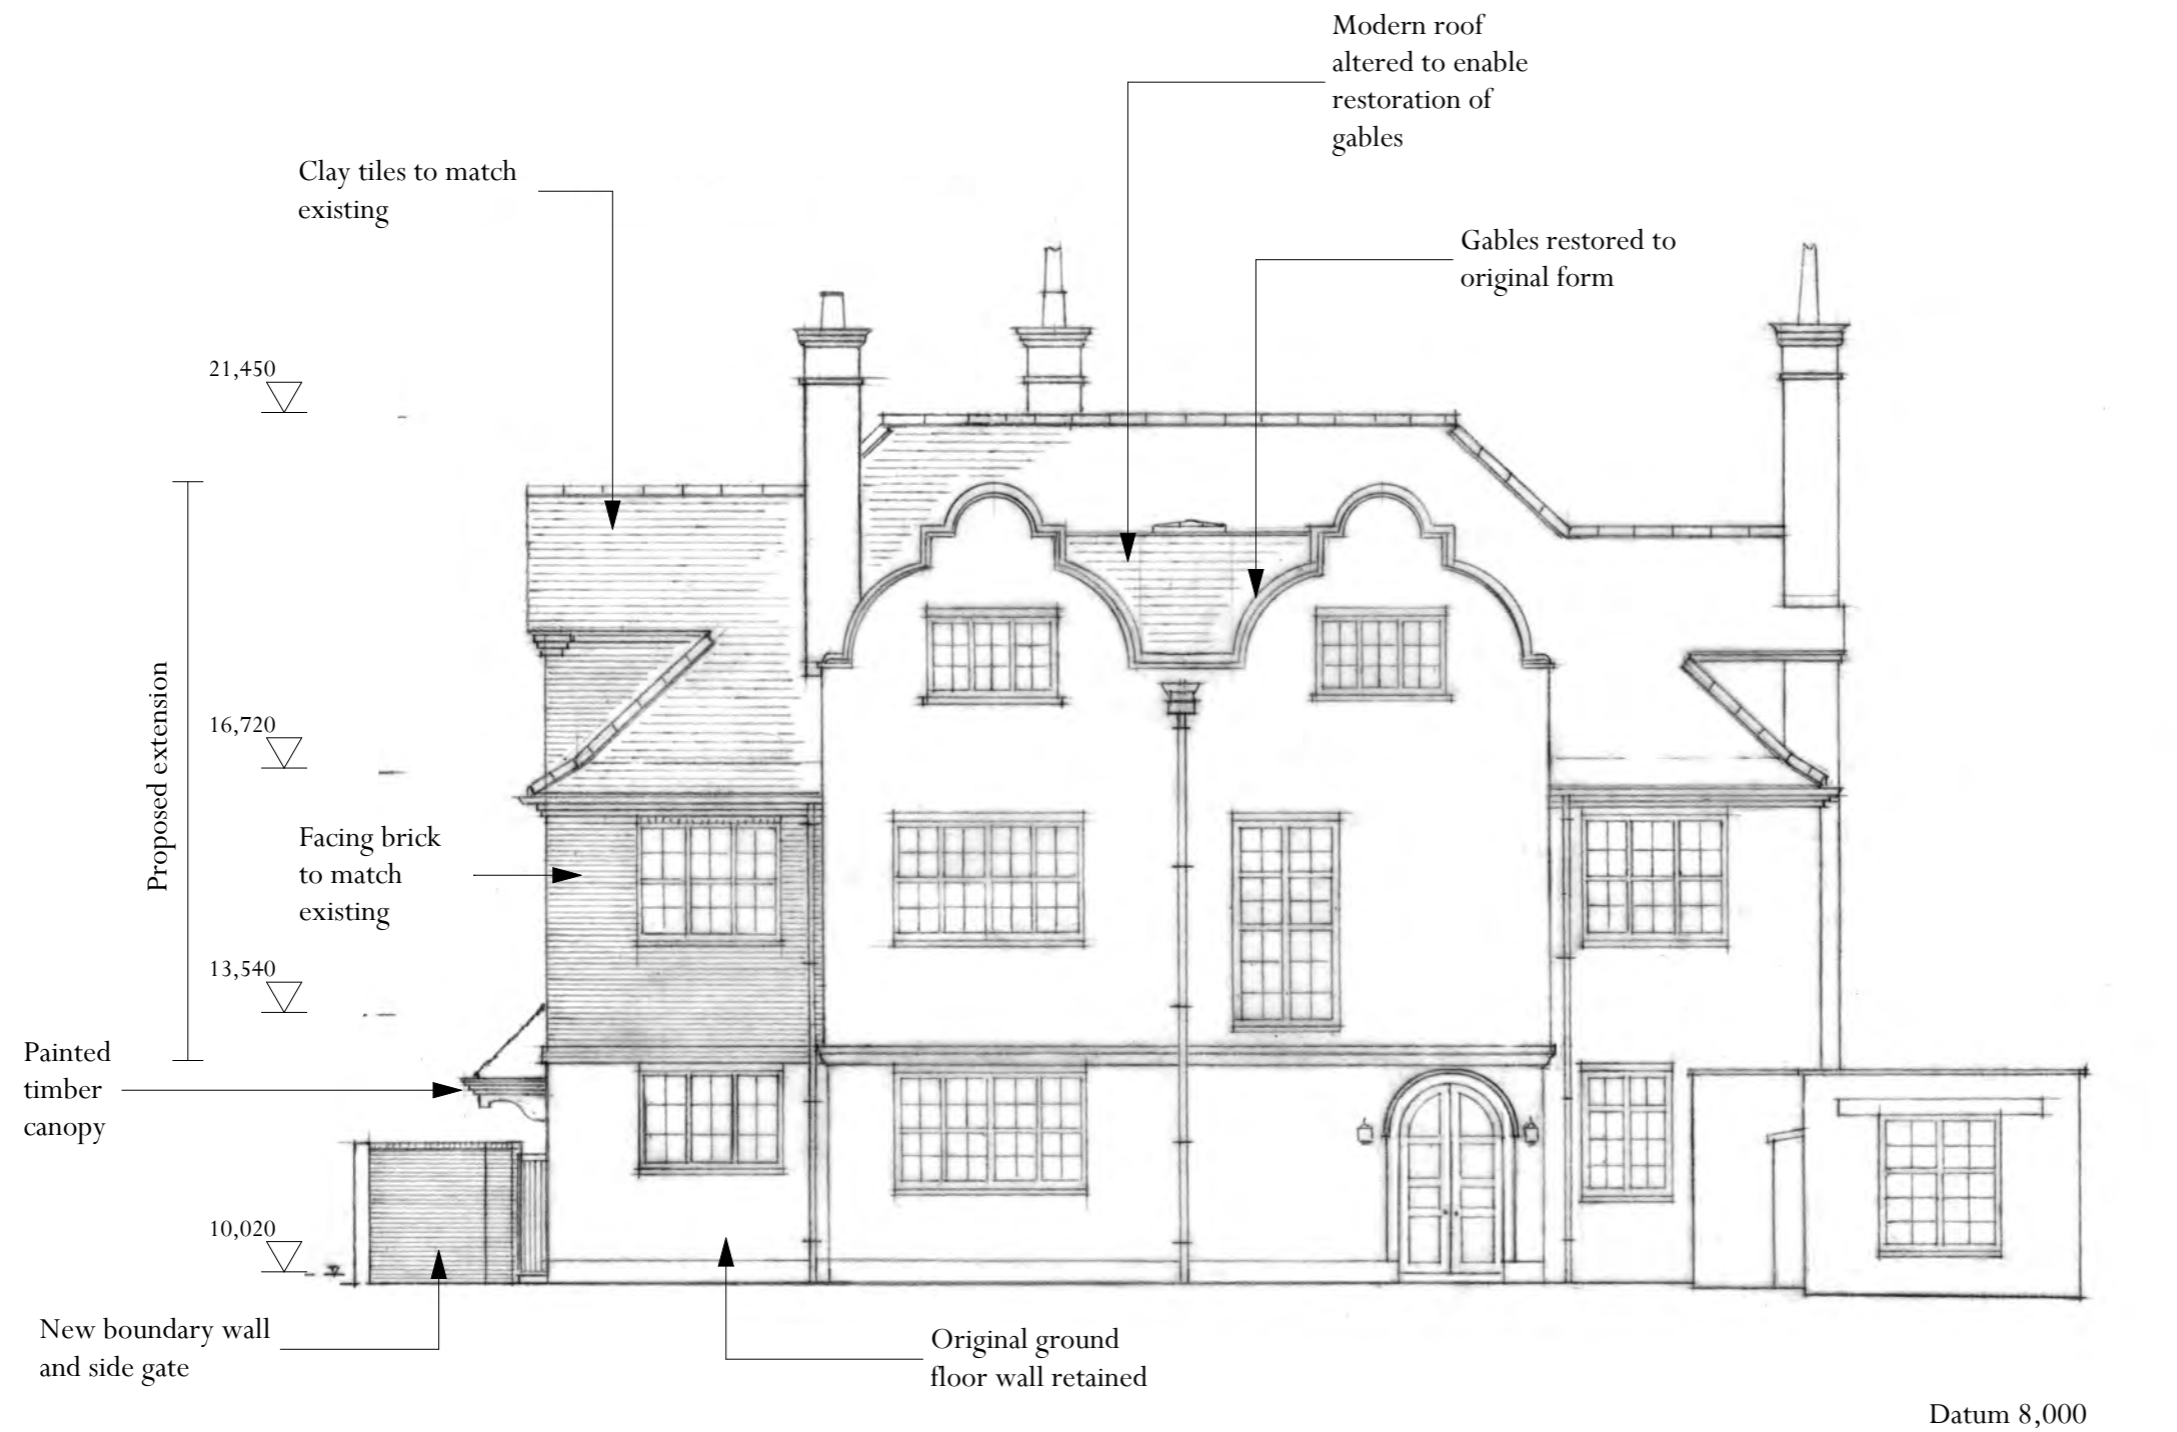 Modern roof
altered to enable
restoration of
gables
Clay tiles to match
existing
Gables restored to
original form
21,450
Proposed extension
16,720
Facing brick
to match
existing
13,540
Painted
timber
canopy
10,020
New boundary wall
and side gate
Original ground
floor wall retained
Datum 8,000